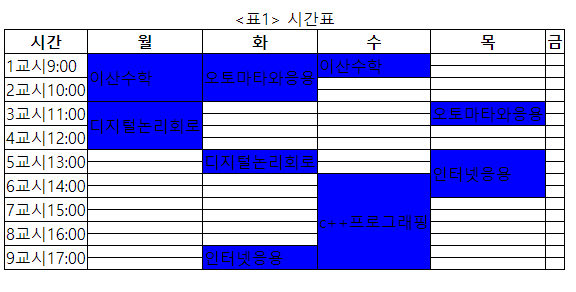 <표1> 시간표
시간 월 화 수 목 금
1교시9:00 이산수학 오토마타와응용 이산수학
2교시10:00
3교시11:00 디지털논리회로 오토마타와응용
4교시12:00
5교시13:00 디지털논리회로 인터넷응용
6교시14:00 c++프로그래핑
7교시15:00
8교시16:00
9교시17:00 인터넷응용